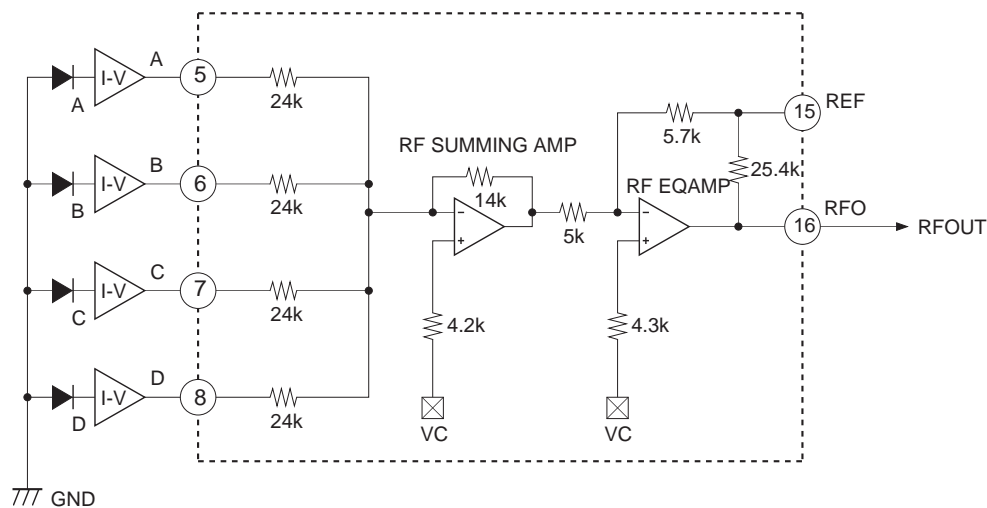 A
I-V
5
A
24k
B
I-V
6
B
24k
C
I-V
7
C
24k
D
I-V
8
D
24k
RF SUMMING AMP
14k
−
+
4.2k
VC
5k
RF EQAMP
−
+
4.3k
VC
5.7k
25.4k
15
REF
16
RFO
RFOUT
GND